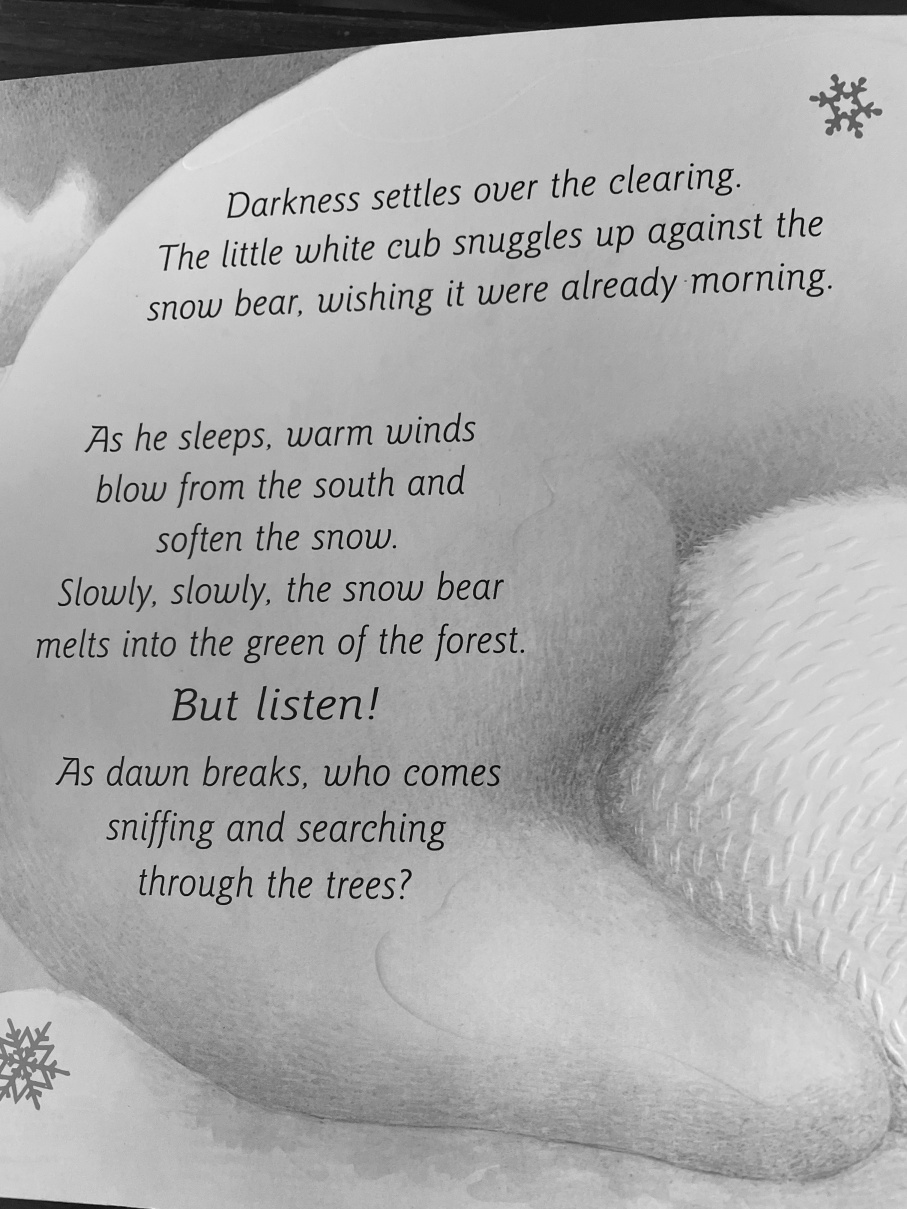 Darkness settles over the clearing.
The little white cub snuggles up against the
snow bear, wishing it were already morning.
As he sleeps, warm winds
blow from the south and
soften the snow.
Slowly, slowly, the snow bear
melts into the green of the forest.
But listen!
As dawn breaks, who comes
sniffing and searching
through the trees?